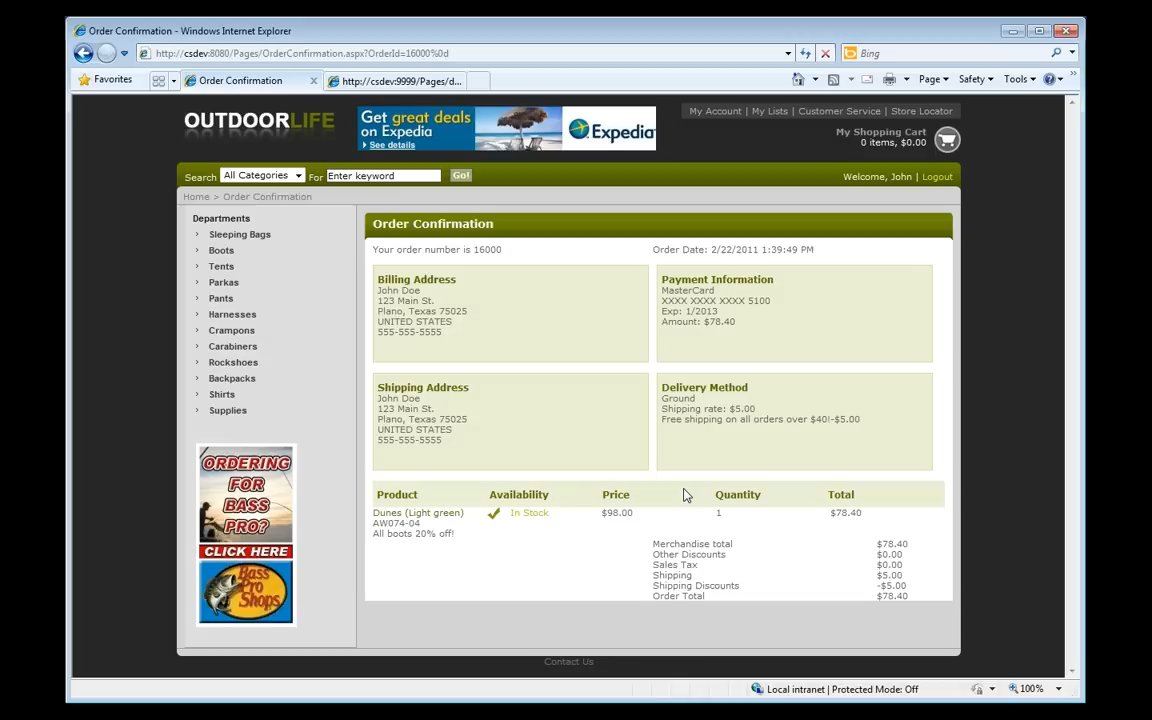 Order Confirmation - Windows Internet Explorer
http://csdev:8080/Pages/OrderConfirmation.aspx?OrderId=16000%0d
Bing
Favorites
Order Confirmation
http://csdev:9999/Pages/d...
Page
Safety
Tools
OUTDOORLIFE
Get great deals
on Expedia
See details
Expedia
My Account | My Lists | Customer Service | Store Locator
My Shopping Cart
0 items, $0.00
Search All Categories For Enter keyword Go!
Welcome, John | Logout
Home > Order Confirmation
Departments
Sleeping Bags
Boots
Tents
Parkas
Pants
Harnesses
Crampons
Carabiners
Rockshoes
Backpacks
Shirts
Supplies
ORDERING
FOR
BASS
PRO?
CLICK HERE
Bass
Pro
Shops
Order Confirmation
Your order number is 16000
Order Date: 2/22/2011 1:39:49 PM
Billing Address
John Doe
123 Main St.
Plano, Texas 75025
UNITED STATES
555-555-5555
Payment Information
MasterCard
XXXX XXXX XXXX 5100
Exp: 1/2013
Amount: $78.40
Shipping Address
John Doe
123 Main St.
Plano, Texas 75025
UNITED STATES
555-555-5555
Delivery Method
Ground
Shipping rate: $5.00
Free shipping on all orders over $40!-$5.00
Product Availability Price Quantity Total
Dunes (Light green) In Stock $98.00 1 $78.40
AW074-04
All boots 20% off!
Merchandise total $78.40
Other Discounts $0.00
Sales Tax $0.00
Shipping $5.00
Shipping Discounts -$5.00
Order Total $78.40
Contact Us
Local intranet | Protected Mode: Off
100%